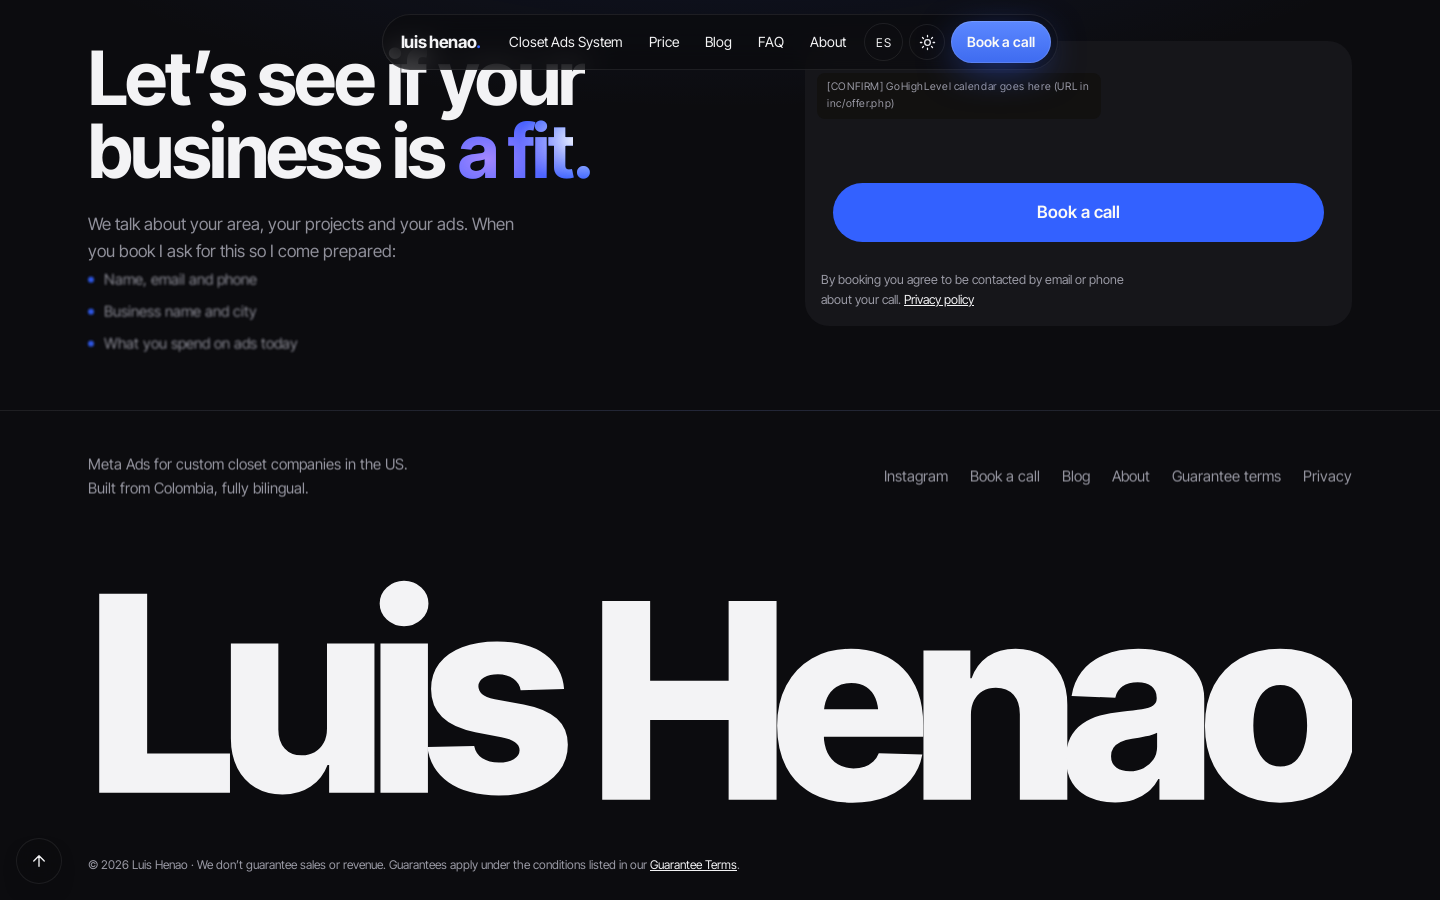 luis henao.
Closet Ads System
Price
Blog
FAQ
About
ES
Book a call
Let’s see if your
business is a fit.
We talk about your area, your projects and your ads. When
you book I ask for this so I come prepared:
Name, email and phone
Business name and city
What you spend on ads today
[CONFIRM] GoHighLevel calendar goes here (URL in
inc/offer.php)
Book a call
By booking you agree to be contacted by email or phone
about your call. Privacy policy
Meta Ads for custom closet companies in the US.
Built from Colombia, fully bilingual.
Instagram
Book a call
Blog
About
Guarantee terms
Privacy
Luis Henao
© 2026 Luis Henao · We don’t guarantee sales or revenue. Guarantees apply under the conditions listed in our Guarantee Terms.